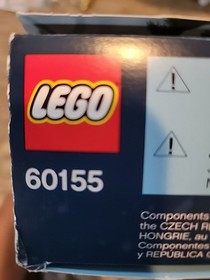 LEGO
60155
Components
the CZECH
HONGRIE, au
Componentes
y REPÚBLICA